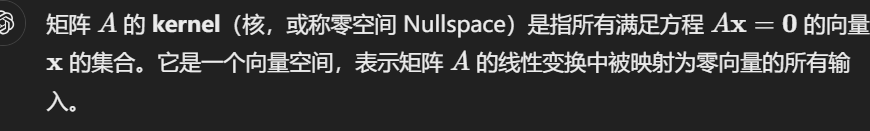 矩阵 A 的 kernel（核，或称零空间 Nullspace）是指所有满足方程 Ax = 0 的向量
x 的集合。它是一个向量空间，表示矩阵 A 的线性变换中被映射为零向量的所有输
入。